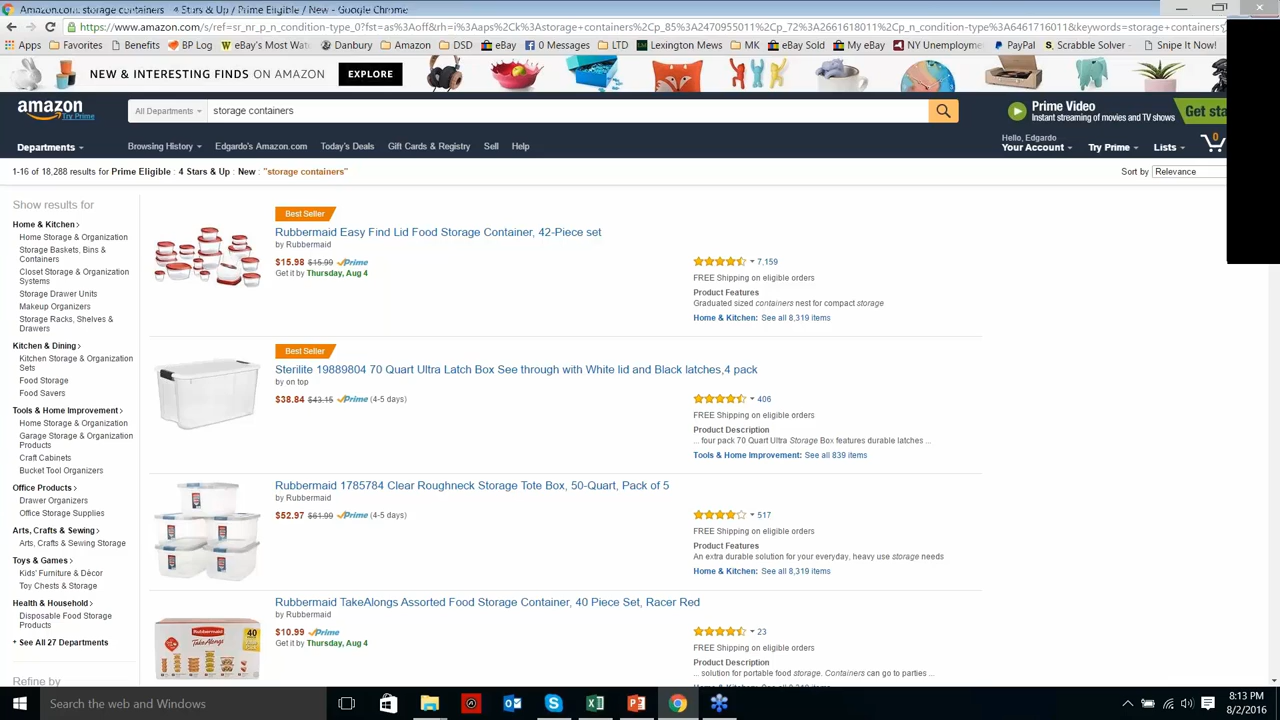 https://www.amazon.com/s/ref=sr_nr_p_n_condition-type_0?fst=as%3Aoff&rh=i%3Aaps%2Ck%3Astorage+containers%2Cp_85%3A2470955011%2Cp_72%3A2661618011%2Cp_n_condition-type%3A6461716011&keywords=storage+containers
Apps Abandon Benefits BP Log Wks@Home Danbury Danbury DSD eBay 0 Messages LTD Lexington News MK eBay Sold My eBay NY Unemployme PayPal Scrabble Solver - Snipe It Now!
NEW & INTERESTING FINDS ON AMAZON EXPLORE
amazon
Try Prime
All Departments storage containers
Prime Video
Instant streaming of movies and TV shows
Get sta
Departments
Browsing History Edgardo's Amazon.com Today's Deals Gift Cards & Registry Sell Help
Hello, Edgardo
Your Account Try Prime Lists 0
1-16 of 18,288 results for Prime Eligible : 4 Stars & Up : New : "storage containers"
Sort by Relevance
Show results for
Home & Kitchen
Home Storage & Organization
Storage Baskets, Bins &
Containers
Closet Storage & Organization
Systems
Storage Drawer Units
Makeup Organizers
Storage Racks, Shelves &
Drawers
Kitchen & Dining
Kitchen Storage & Organization
Sets
Food Storage
Food Savers
Tools & Home Improvement
Home Storage & Organization
Garage Storage & Organization
Products
Craft Cabinets
Bucket Tool Organizers
Office Products
Drawer Organizers
Office Storage Supplies
Arts, Crafts & Sewing
Arts, Crafts & Sewing Storage
Toys & Games
Kids' Furniture & Décor
Toy Chests & Storage
Health & Household
Disposable Food Storage
Products
+ See All 27 Departments
Refine by
Best Seller
Rubbermaid Easy Find Lid Food Storage Container, 42-Piece set
by Rubbermaid
$15.98 $15.99 Prime
Get it by Thursday, Aug 4
7,159
FREE Shipping on eligible orders
Product Features
Graduated sized containers nest for compact storage
Home & Kitchen: See all 8,319 items
Best Seller
Sterilite 19889804 70 Quart Ultra Latch Box See through with White lid and Black latches,4 pack
by on top
$38.84 $43.15 Prime (4-5 days)
406
FREE Shipping on eligible orders
Product Description
... four pack 70 Quart Ultra Storage Box features durable latches ...
Tools & Home Improvement: See all 839 items
Rubbermaid 1785784 Clear Roughneck Storage Tote Box, 50-Quart, Pack of 5
by Rubbermaid
$52.97 $61.99 Prime (4-5 days)
517
FREE Shipping on eligible orders
Product Features
An extra durable solution for your everyday, heavy use storage needs
Home & Kitchen: See all 8,319 items
Rubbermaid TakeAlongs Assorted Food Storage Container, 40 Piece Set, Racer Red
by Rubbermaid
$10.99 Prime
Get it by Thursday, Aug 4
23
FREE Shipping on eligible orders
Product Description
... solution for portable food storage. Containers can go to parties ...
Rubbermaid
TakeAlongs
40
Search the web and Windows
8:13 PM
8/2/2016